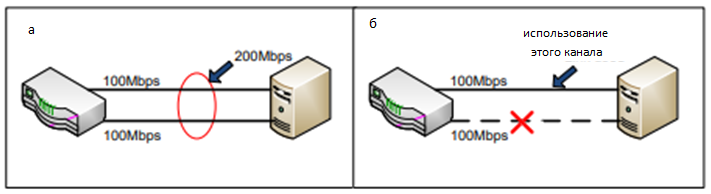 а
200Mbps
100Mbps
100Mbps
б
использование
этого канала
100Mbps
100Mbps